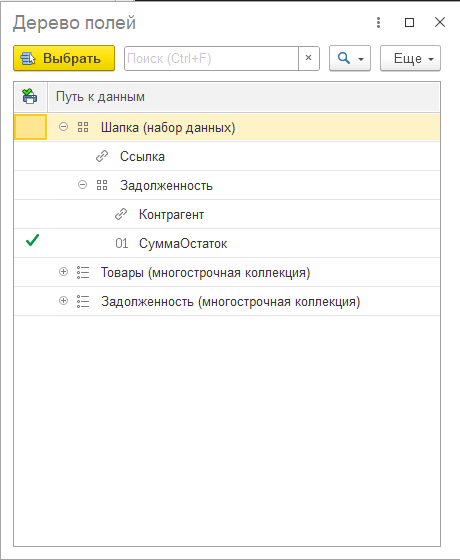 Дерево полей
Выбрать
Поиск (Ctrl+F)
×
Еще
Путь к данным
Шапка (набор данных)
Ссылка
Задолженность
Контрагент
01 СуммаОстаток
Товары (многострочная коллекция)
Задолженность (многострочная коллекция)